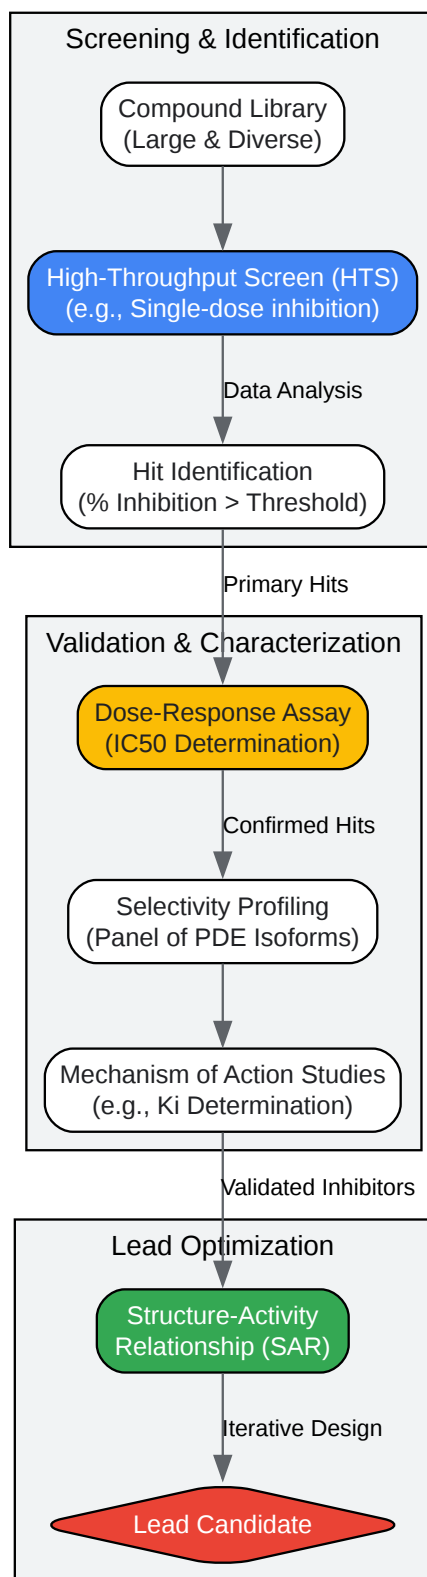 Screening & Identification
Compound Library
(Large & Diverse)
High-Throughput Screen (HTS)
(e.g., Single-dose inhibition)
Data Analysis
Hit Identification
(% Inhibition > Threshold)
Primary Hits
Validation & Characterization
Dose-Response Assay
(IC50 Determination)
Confirmed Hits
Selectivity Profiling
(Panel of PDE Isoforms)
Mechanism of Action Studies
(e.g., Ki Determination)
Validated Inhibitors
Lead Optimization
Structure-Activity
Relationship (SAR)
Iterative Design
Lead Candidate